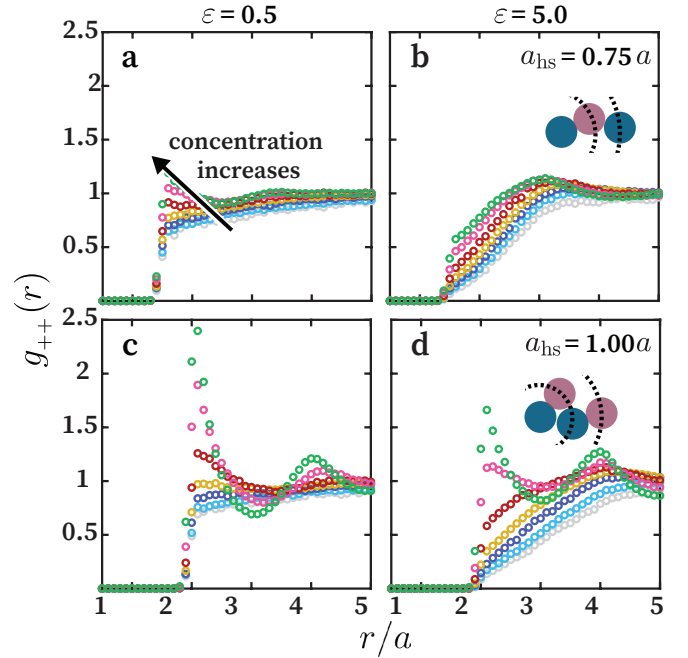 ε = 0.5
ε = 5.0
2.5
2
1.5
1
0.5
a
concentration
increases
b
a_hs = 0.75 a
g_{++}(r)
2.5
2
1.5
1
0.5
c
d
a_hs = 1.00a
1 2 3 4 5
1 2 3 4 5
r/a